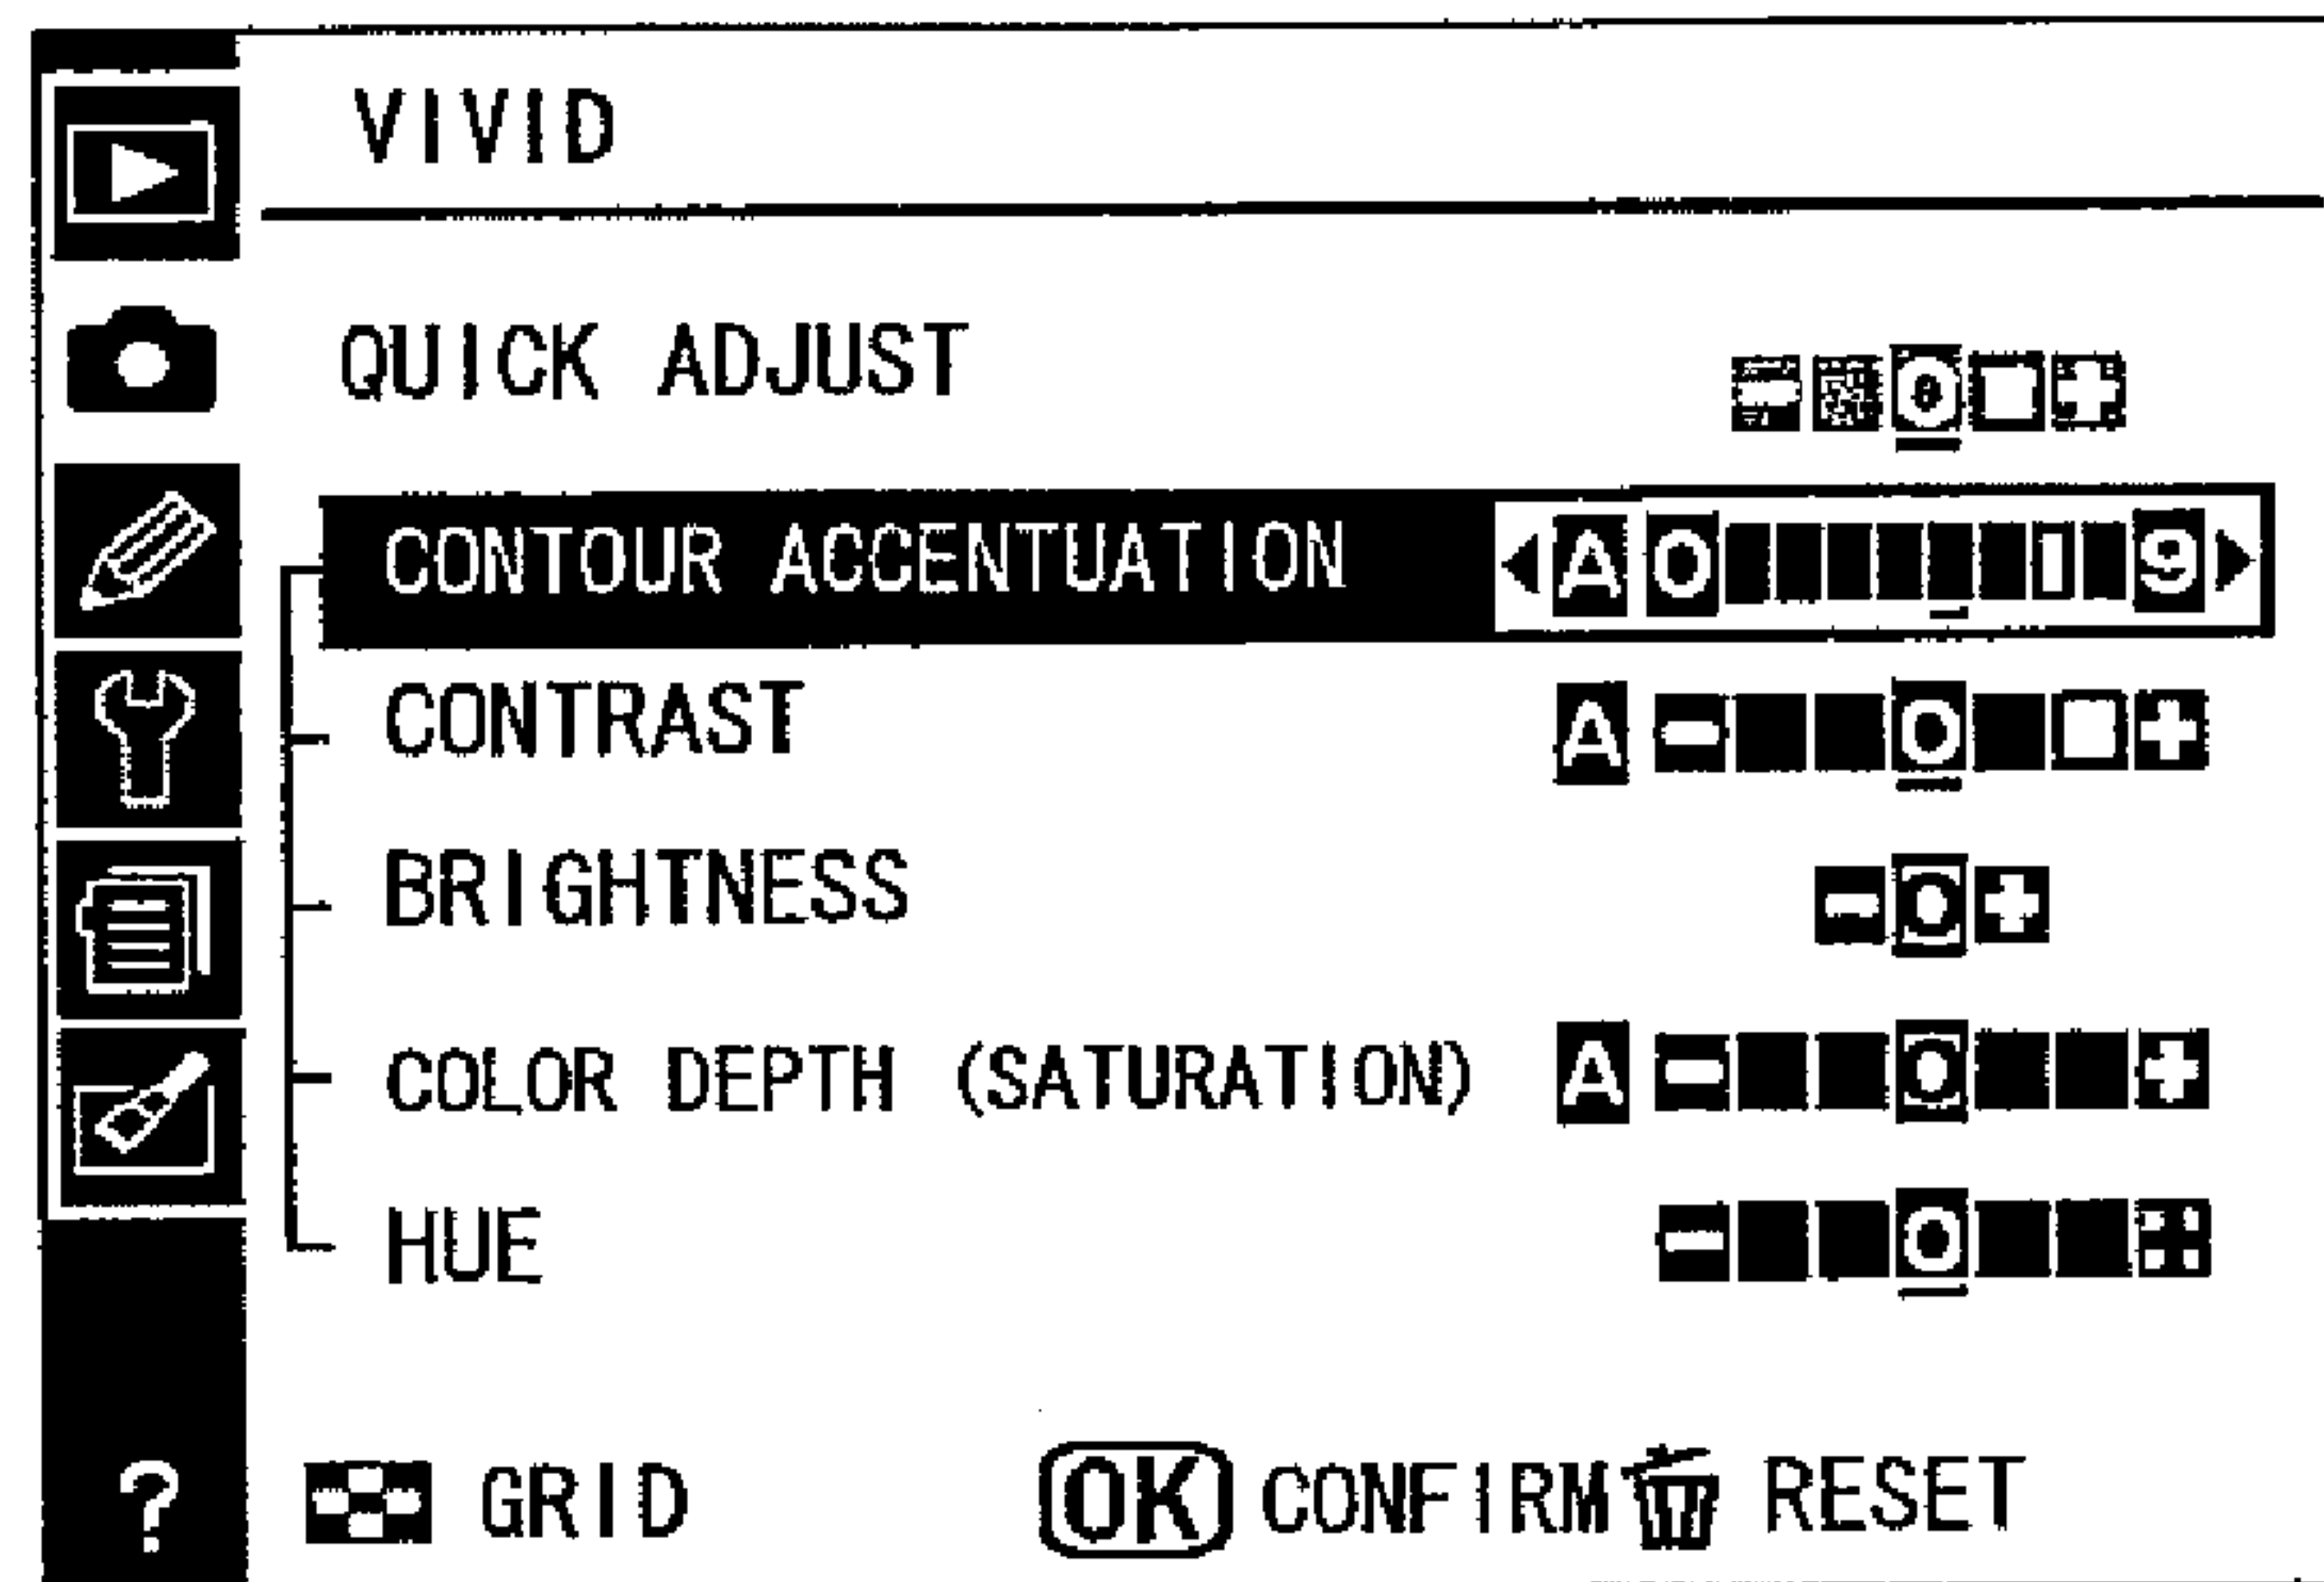 VIVID
QUICK ADJUST 0
CONTOUR ACCENTUATION A 0 9
CONTRAST A - 0 +
BRIGHTNESS - 0 +
COLOR DEPTH (SATURATION) A - 0 +
HUE - 0
? GRID OK CONFIRM RESET